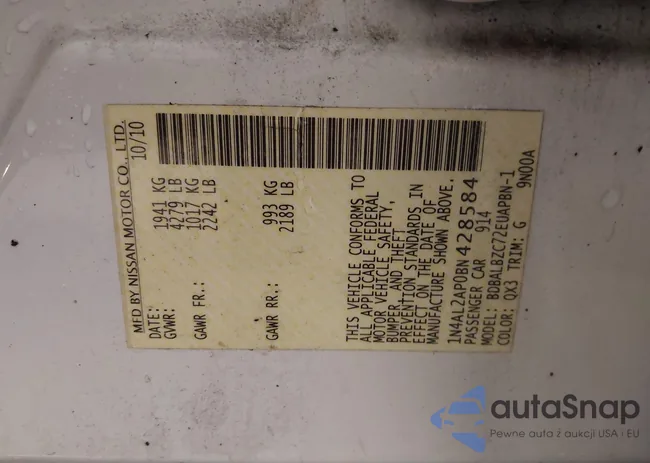 MFD BY NISSAN MOTOR CO., LTD.
DATE: 10/10
GVWR: 1941 KG
4279 LB
GAWR FR.: 1017 KG
2242 LB
GAWR RR.: 993 KG
2189 LB
THIS VEHICLE CONFORMS TO
ALL APPLICABLE FEDERAL
MOTOR VEHICLE SAFETY,
BUMPER, AND THEFT
PREVENTION STANDARDS IN
EFFECT ON THE DATE OF
MANUFACTURE SHOWN ABOVE.
1N4AL2AP0BN428584
PASSENGER CAR 914
MODEL: BDBALBZC72EUAPBN-1
COLOR: QX3 TRIM: G 9N00A
autaSnap
Pewne auta z aukcji USA i EU